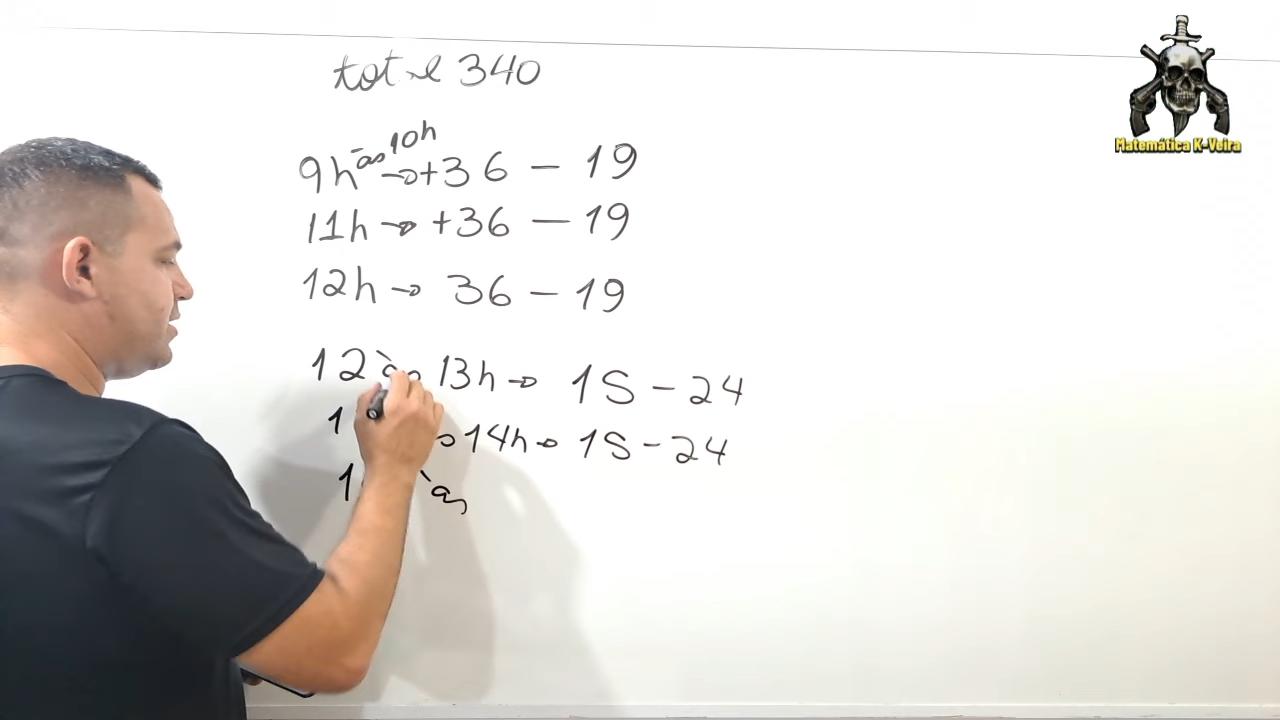 total 340
9h às 10h → +36 – 19
11h → +36 – 19
12h → 36 – 19
12 às 13h → 15 – 24
14h → 15 – 24
às
Matemática K-Veira